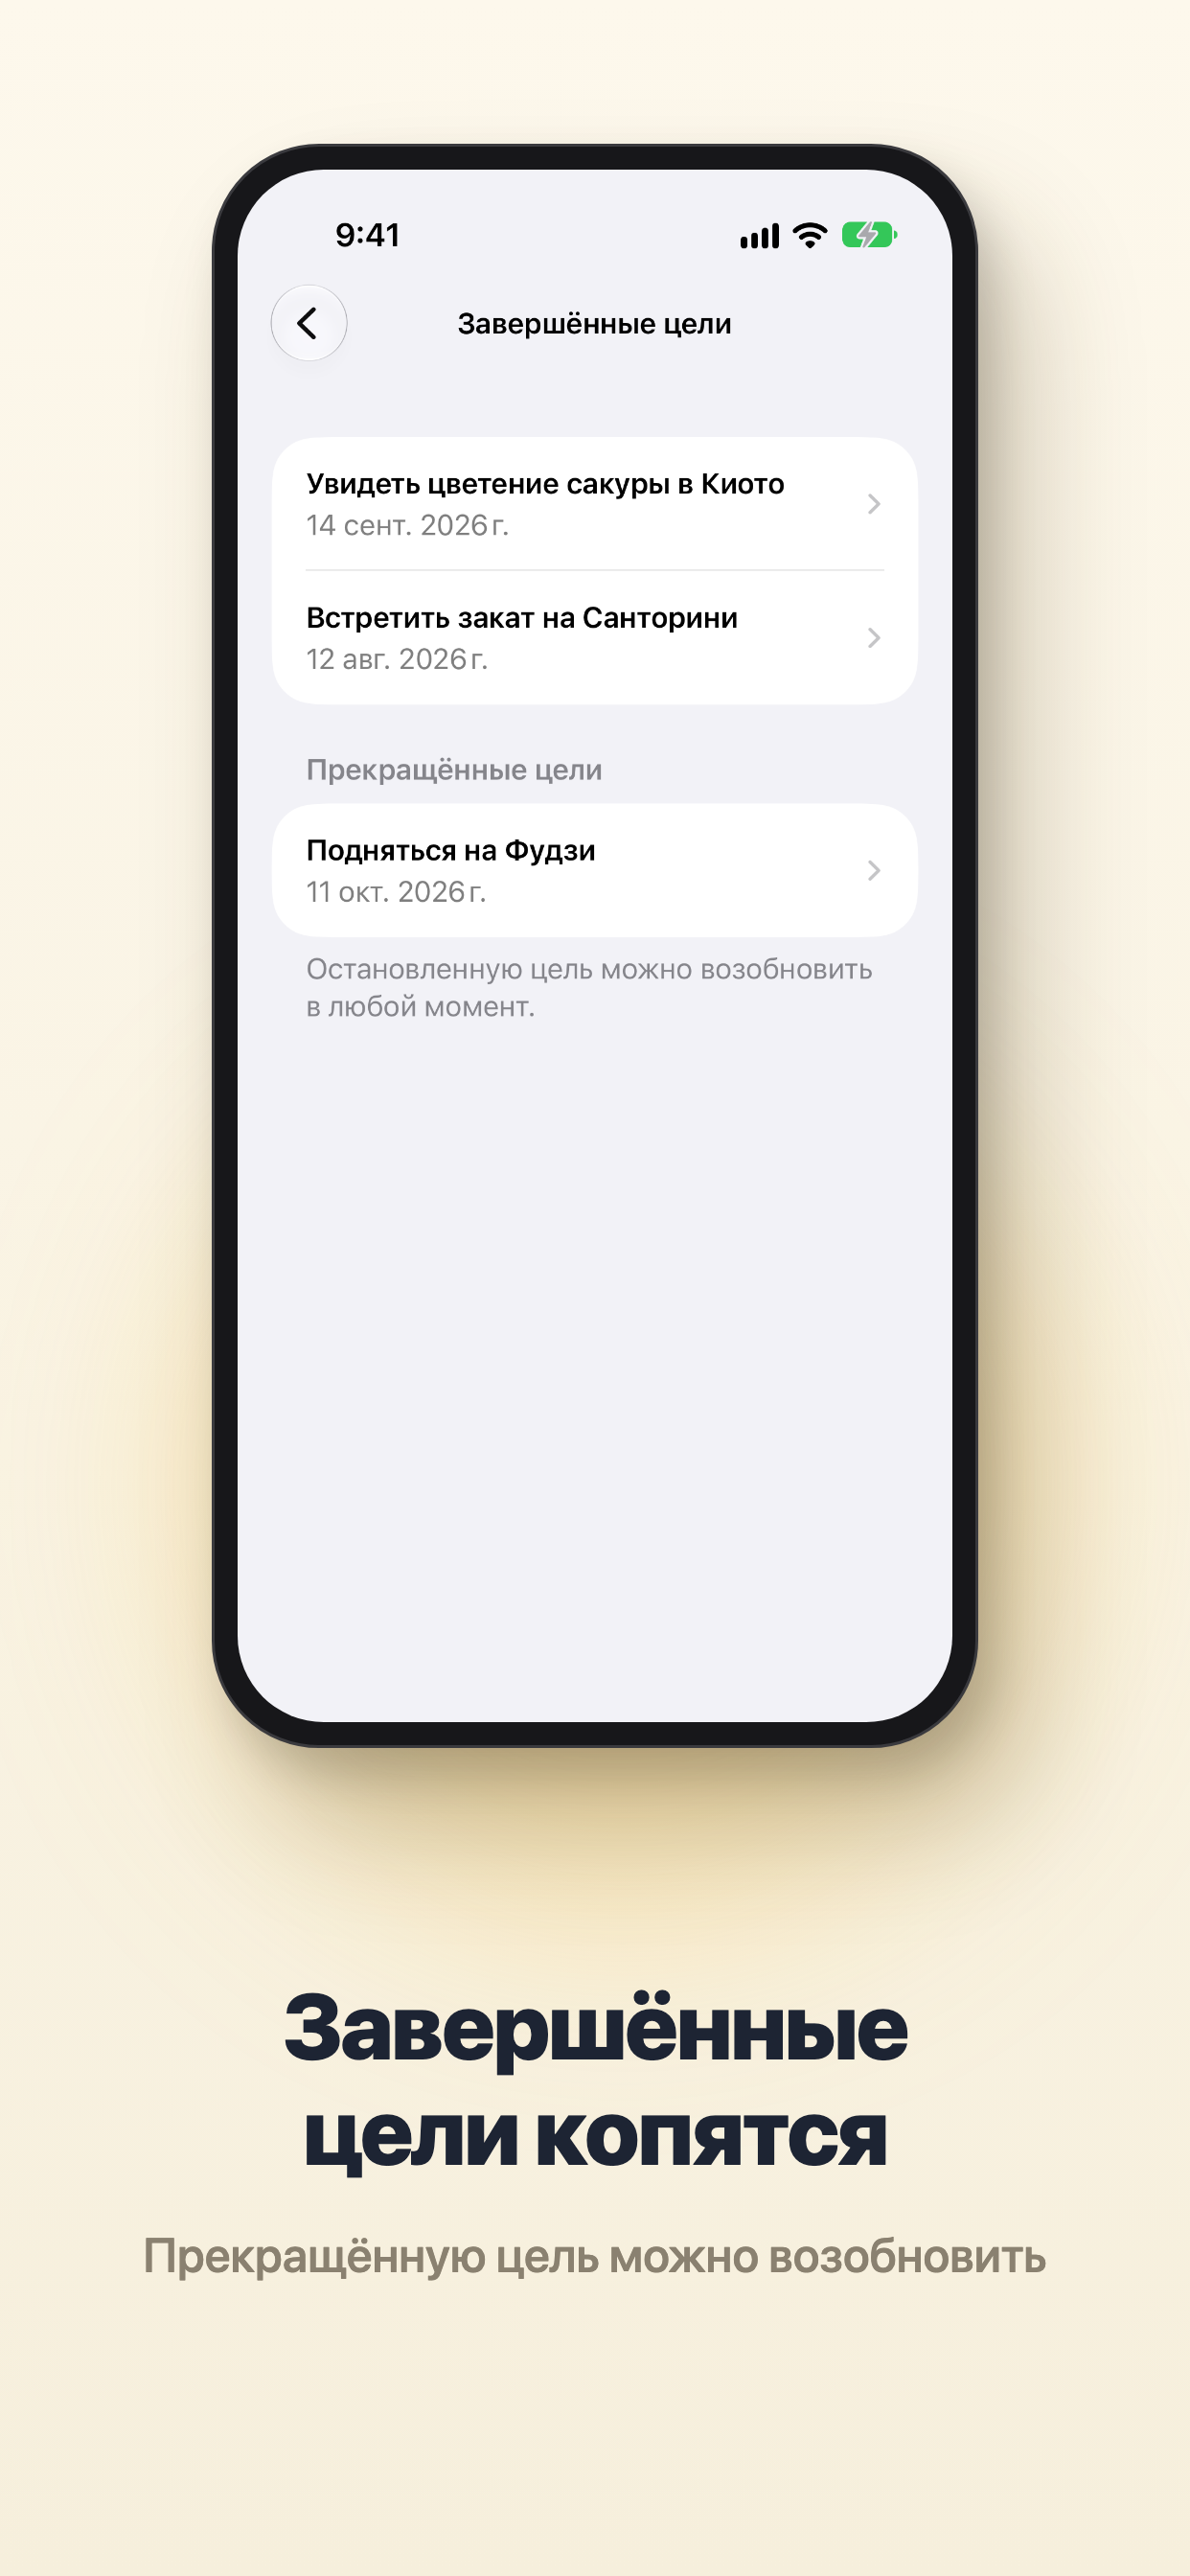 9:41
Завершённые цели
Увидеть цветение сакуры в Киото
14 сент. 2026 г.
Встретить закат на Санторини
12 авг. 2026 г.
Прекращённые цели
Подняться на Фудзи
11 окт. 2026 г.
Остановленную цель можно возобновить
в любой момент.
Завершённые
цели копятся
Прекращённую цель можно возобновить